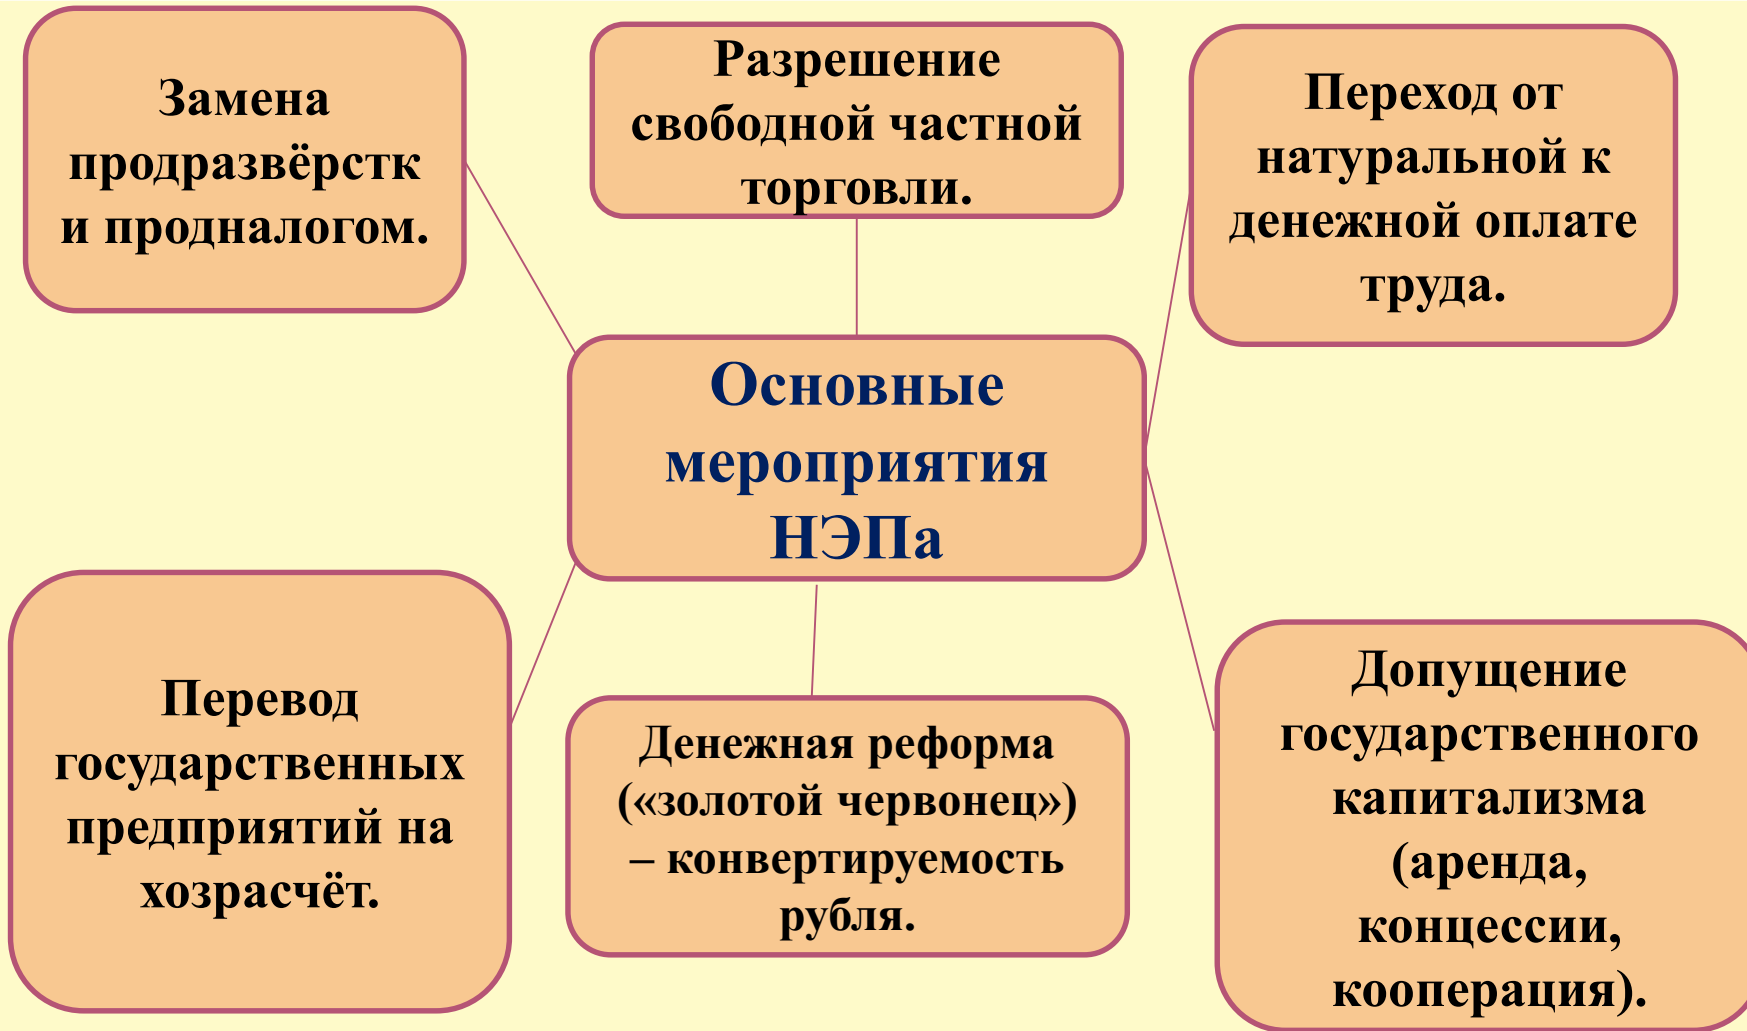 Замена
продразвёрстк
и продналогом.
Разрешение
свободной частной
торговли.
Переход от
натуральной к
денежной оплате
труда.
Основные
мероприятия
НЭПа
Перевод
государственных
предприятий на
хозрасчёт.
Денежная реформа
(«золотой червонец»)
– конвертируемость
рубля.
Допущение
государственного
капитализма
(аренда,
концессии,
кооперация).